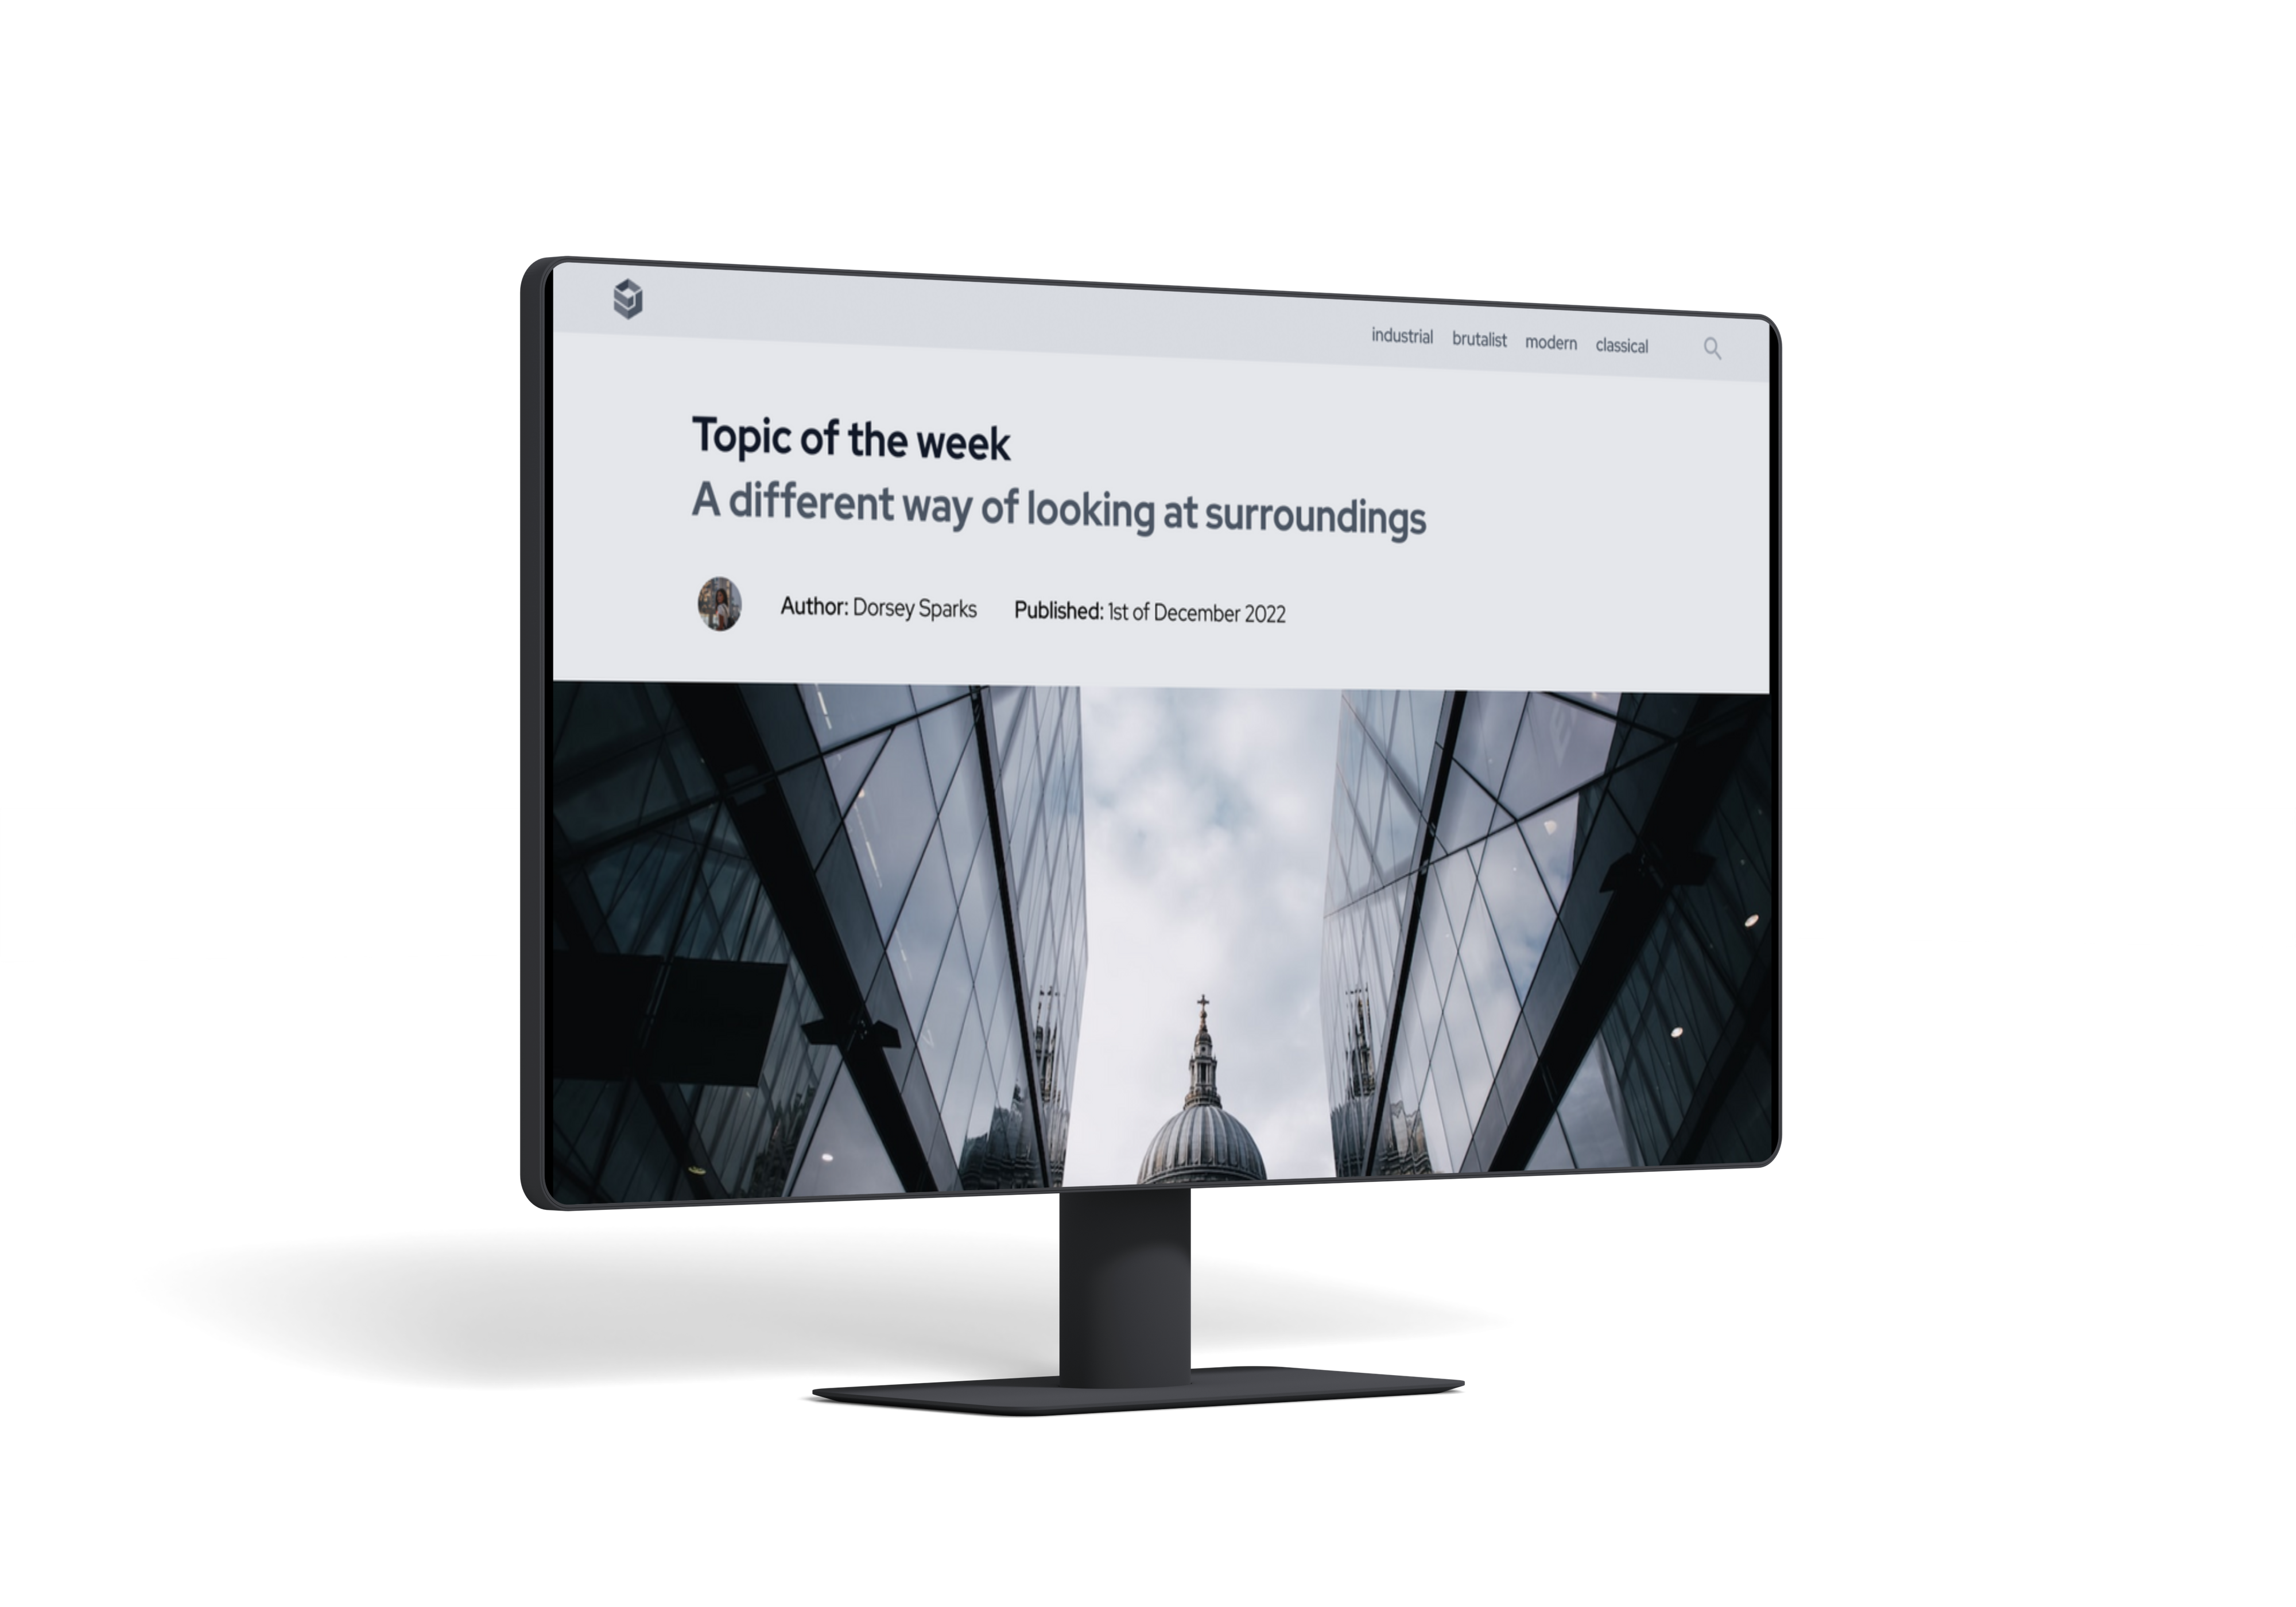 industrial brutalist modern classical
Topic of the week
A different way of looking at surroundings
Author: Dorsey Sparks Published: 1st of December 2022